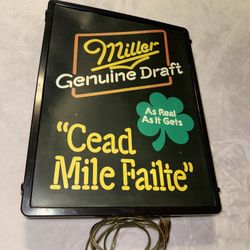 Miller
Genuine Draft
As Real
As It Gets
"Cead
Mile Failte"